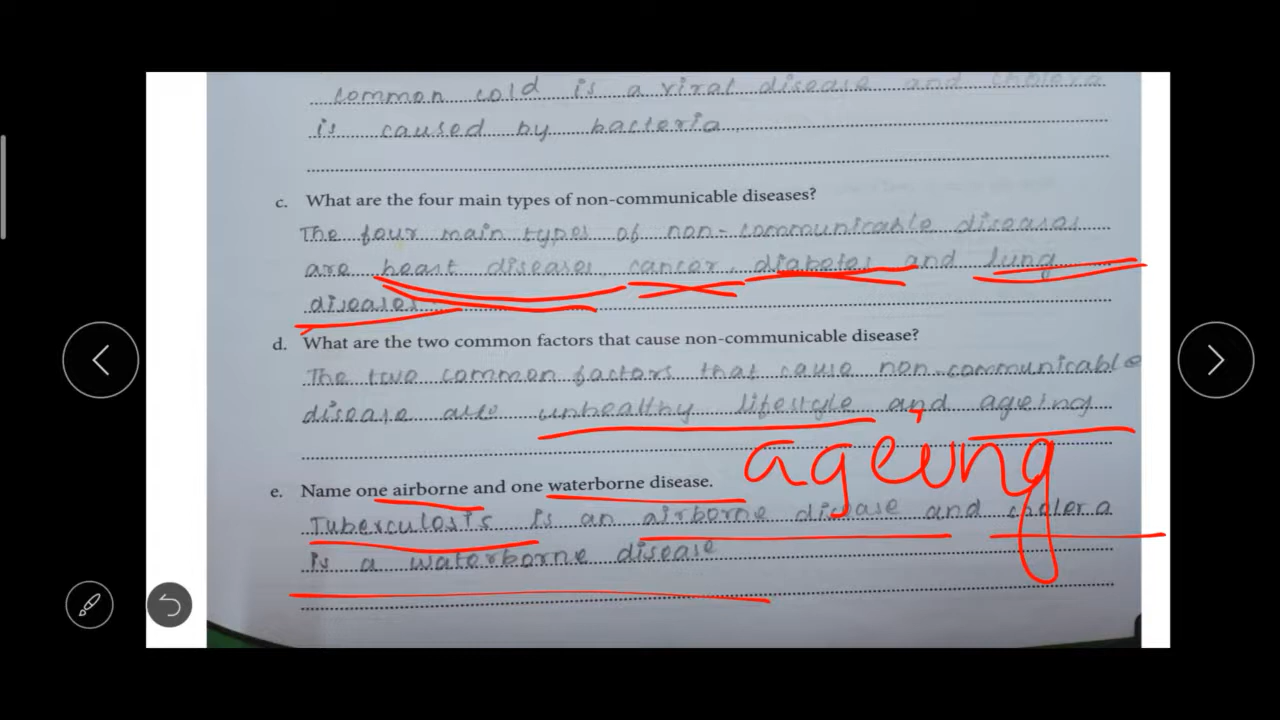 common cold is a viral disease and cholera
is caused by bacteria.
c. What are the four main types of non-communicable diseases?
The four main types of non-communicable diseases
are heart diseases, cancer, diabetes and lung
diseases.
d. What are the two common factors that cause non-communicable disease?
The two common factors that cause non-communicable
disease are unhealthy lifestyle and ageing
ageing
e. Name one airborne and one waterborne disease.
Tuberculosis is an airborne disease and cholera
is a waterborne disease